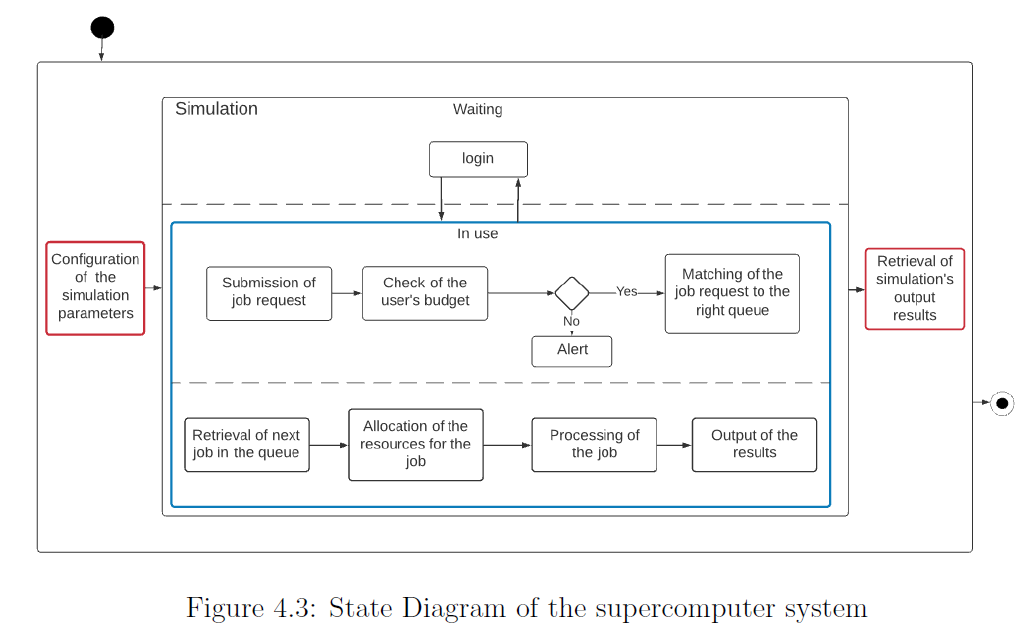 Simulation
Waiting
login
In use
Configuration
of the
simulation
parameters
Submission of
job request
Check of the
user's budget
Yes
No
Alert
Matching of the
job request to the
right queue
Retrieval of
simulation's
output
results
Retrieval of next
job in the queue
Allocation of the
resources for the
job
Processing of
the job
Output of the
results
Figure 4.3: State Diagram of the supercomputer system